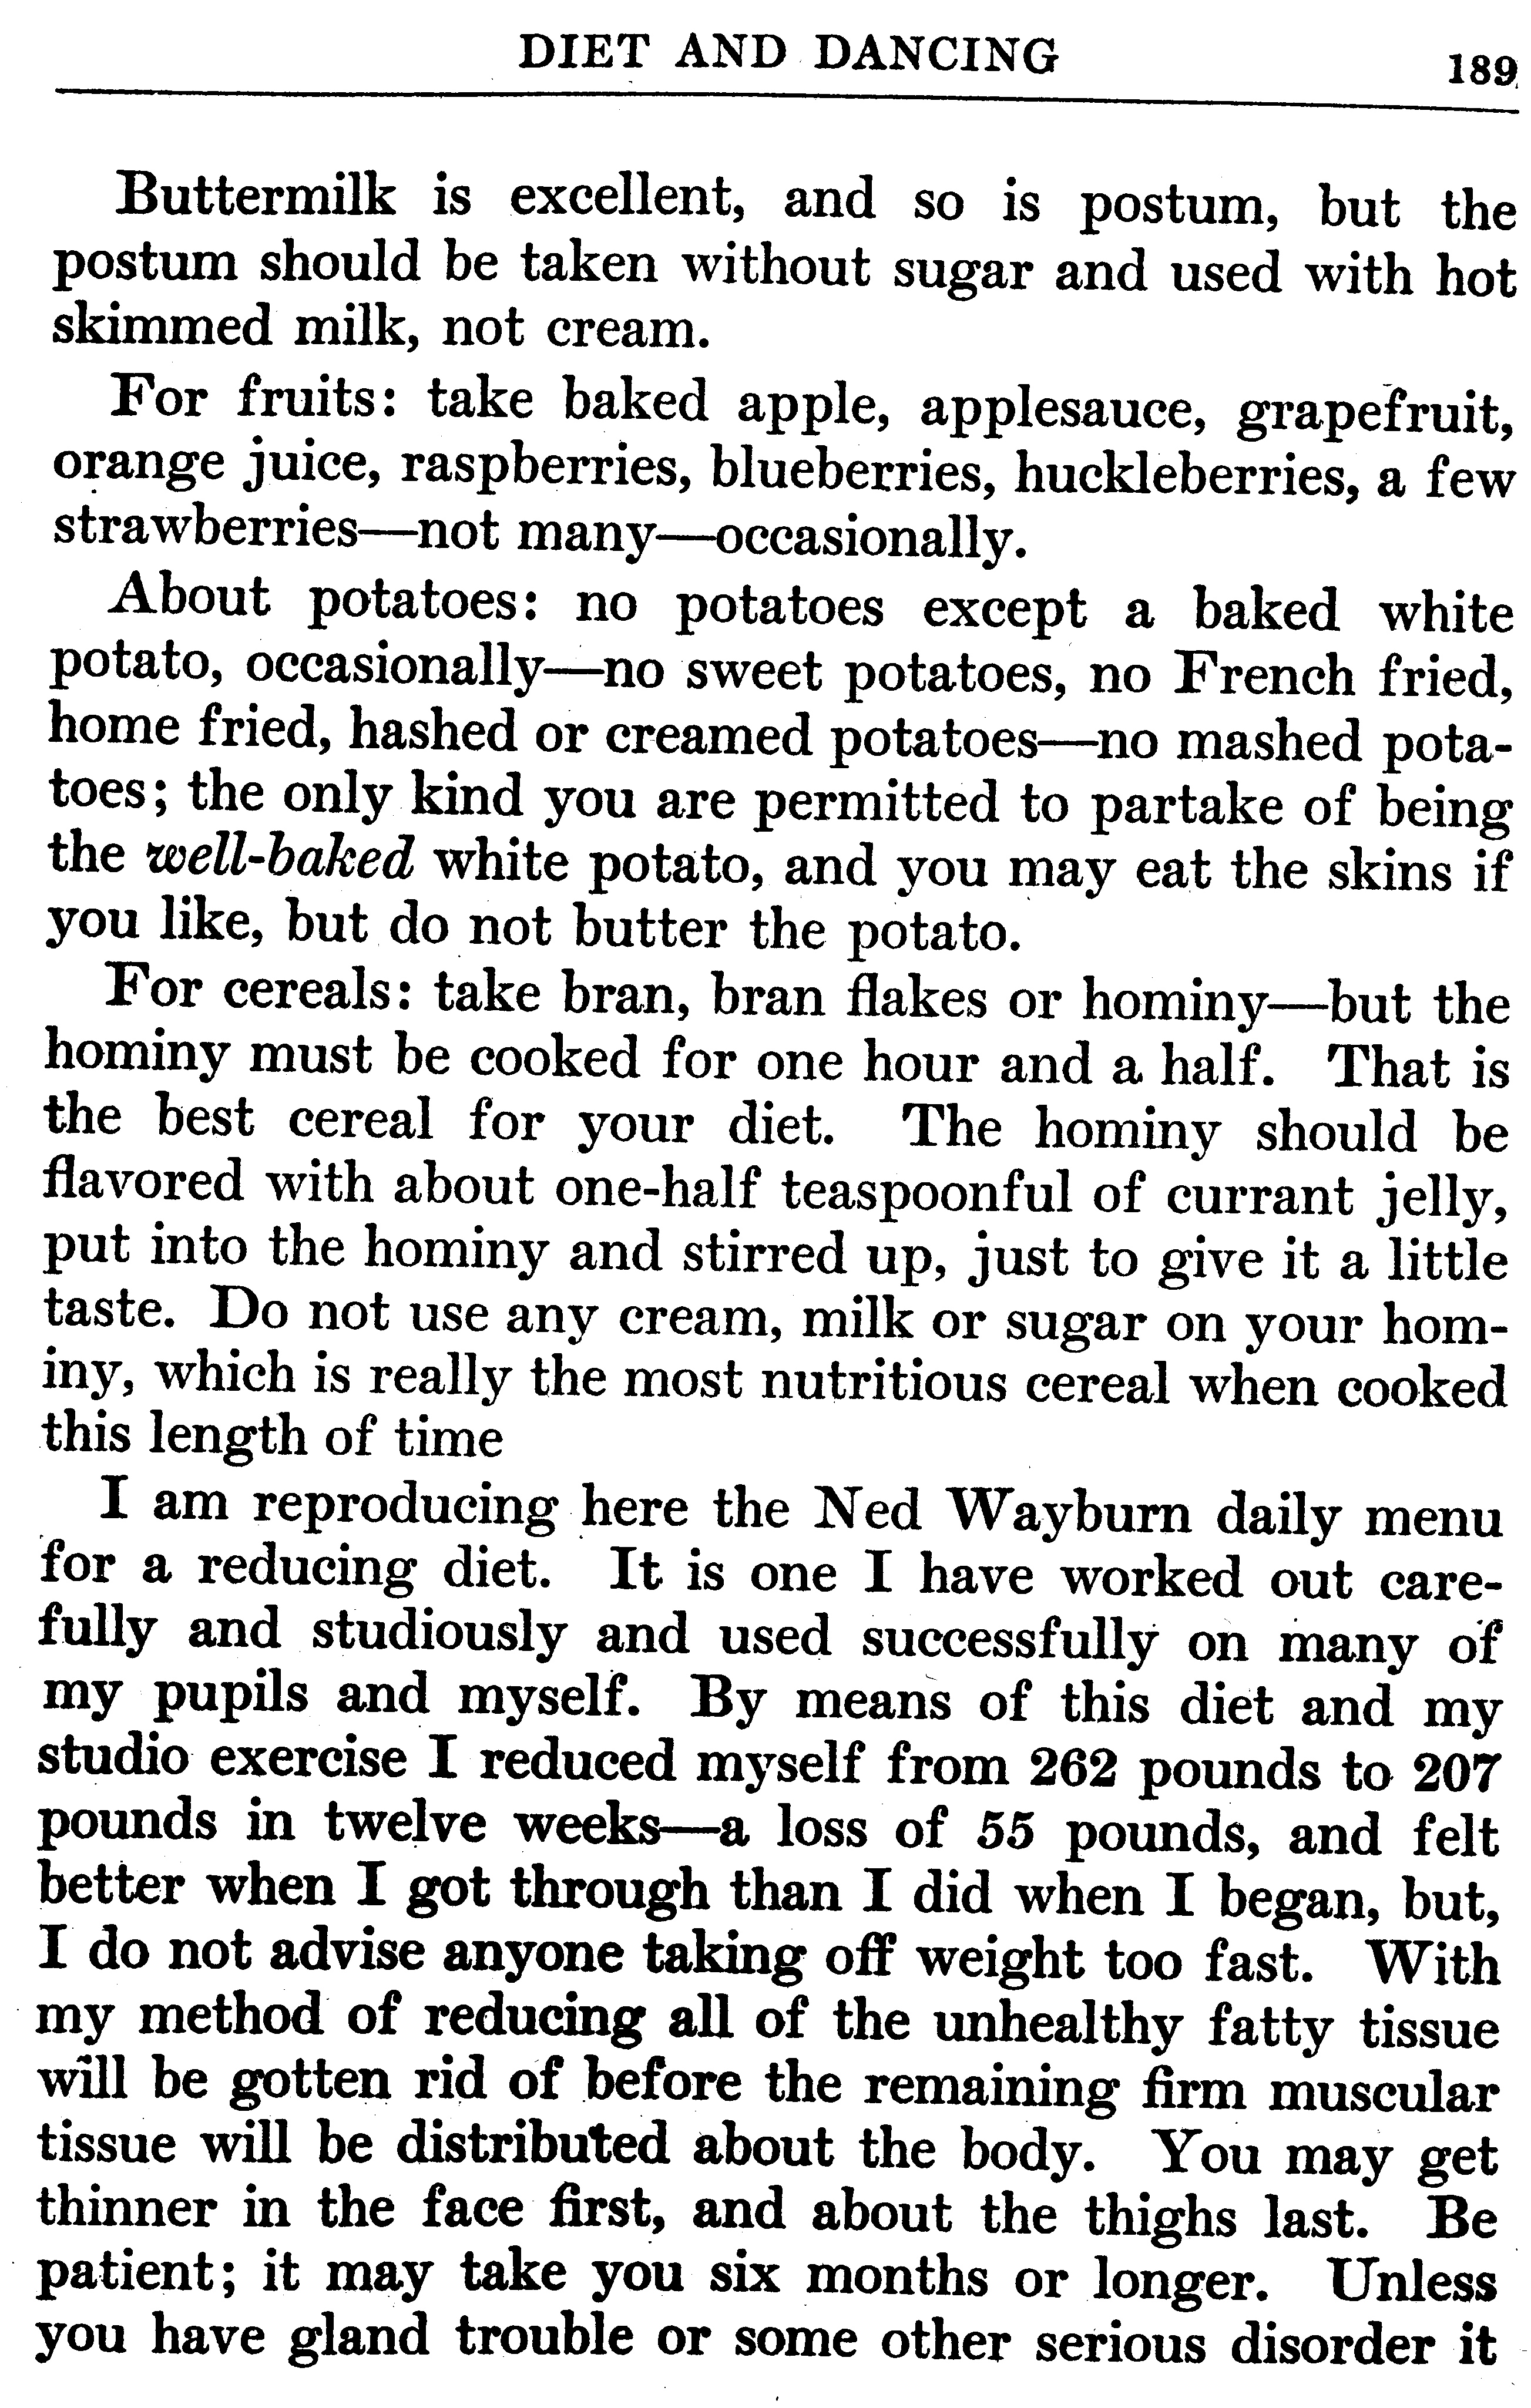 DIET AND DANCING 189
Buttermilk is excellent, and so is postum, but the
postum should be taken without sugar and used with hot
skimmed milk, not cream.
For fruits: take baked apple, applesauce, grapefruit,
orange juice, raspberries, blueberries, huckleberries, a few
strawberries—not many—occasionally.
About potatoes: no potatoes except a baked white
potato, occasionally—no sweet potatoes, no French fried,
home fried, hashed or creamed potatoes—no mashed pota-
toes; the only kind you are permitted to partake of being
the well-baked white potato, and you may eat the skins if
you like, but do not butter the potato.
For cereals: take bran, bran flakes or hominy—but the
hominy must be cooked for one hour and a half. That is
the best cereal for your diet. The hominy should be
flavored with about one-half teaspoonful of currant jelly,
put into the hominy and stirred up, just to give it a little
taste. Do not use any cream, milk or sugar on your hom-
iny, which is really the most nutritious cereal when cooked
this length of time
I am reproducing here the Ned Wayburn daily menu
for a reducing diet. It is one I have worked out care-
fully and studiously and used successfully on many of
my pupils and myself. By means of this diet and my
studio exercise I reduced myself from 262 pounds to 207
pounds in twelve weeks—a loss of 55 pounds, and felt
better when I got through than I did when I began, but,
I do not advise anyone taking off weight too fast. With
my method of reducing all of the unhealthy fatty tissue
will be gotten rid of before the remaining firm muscular
tissue will be distributed about the body. You may get
thinner in the face first, and about the thighs last. Be
patient; it may take you six months or longer. Unless
you have gland trouble or some other serious disorder it